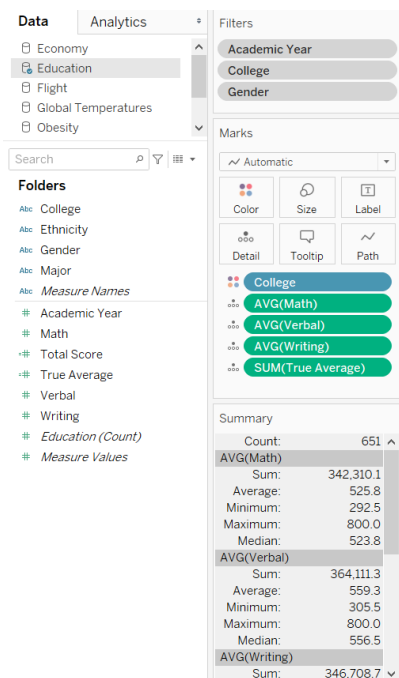 Data
Analytics
Economy
Education
Flight
Global Temperatures
Obesity
Search
Folders
Abc College
Abc Ethnicity
Abc Gender
Abc Major
Abc Measure Names
# Academic Year
# Math
# Total Score
# True Average
# Verbal
# Writing
# Education (Count)
# Measure Values
Filters
Academic Year
College
Gender
Marks
Automatic
Color Size Label
Detail Tooltip Path
College
AVG(Math)
AVG(Verbal)
AVG(Writing)
SUM(True Average)
Summary
Count: 651
AVG(Math)
Sum: 342,310.1
Average: 525.8
Minimum: 292.5
Maximum: 800.0
Median: 523.8
AVG(Verbal)
Sum: 364,111.3
Average: 559.3
Minimum: 305.5
Maximum: 800.0
Median: 556.5
AVG(Writing)
Sum: 346,708.7